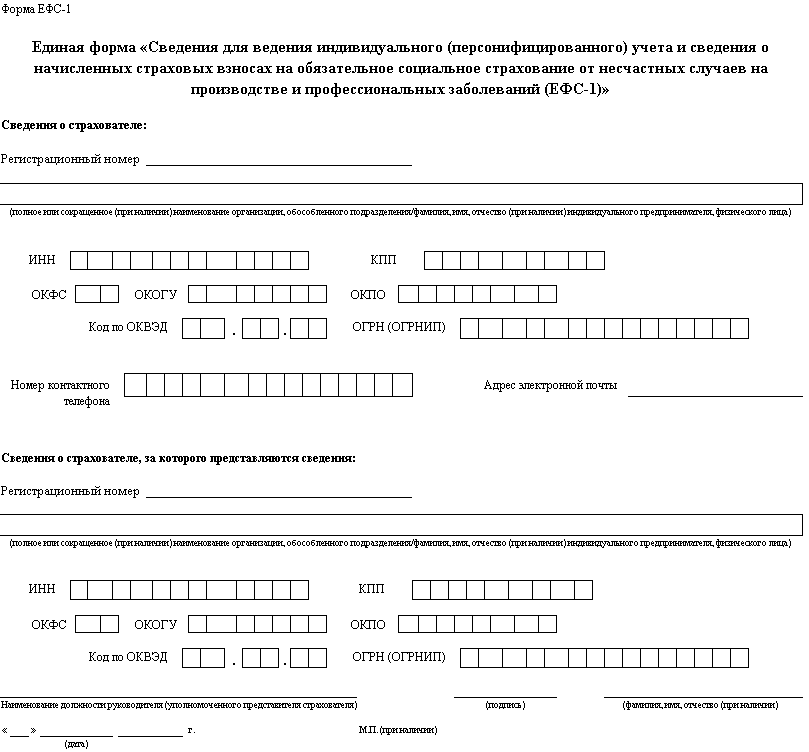 Форма ЕФС-1
Единая форма «Сведения для ведения индивидуального (персонифицированного) учета и сведения о
начисленных страховых взносах на обязательное социальное страхование от несчастных случаев на
производстве и профессиональных заболеваний (ЕФС-1)»
Сведения о страхователе:
Регистрационный номер
(полное или сокращенное (при наличии) наименование организации, обособленного подразделения/фамилия, имя, отчество (при наличии) индивидуального предпринимателя, физического лица)
ИНН КПП
ОКФС ОКОГУ ОКПО
Код по ОКВЭД . . ОГРН (ОГРНИП)
Номер контактного Адрес электронной почты
телефона
Сведения о страхователе, за которого представляются сведения:
Регистрационный номер
(полное или сокращенное (при наличии) наименование организации, обособленного подразделения/фамилия, имя, отчество (при наличии) индивидуального предпринимателя, физического лица)
ИНН КПП
ОКФС ОКОГУ ОКПО
Код по ОКВЭД . . ОГРН (ОГРНИП)
Наименование должности руководителя (уполномоченного представителя страхователя) (подпись) (фамилия, имя, отчество (при наличии)
« ___ » ____________ ___________ г. М.П. (при наличии)
(дата)